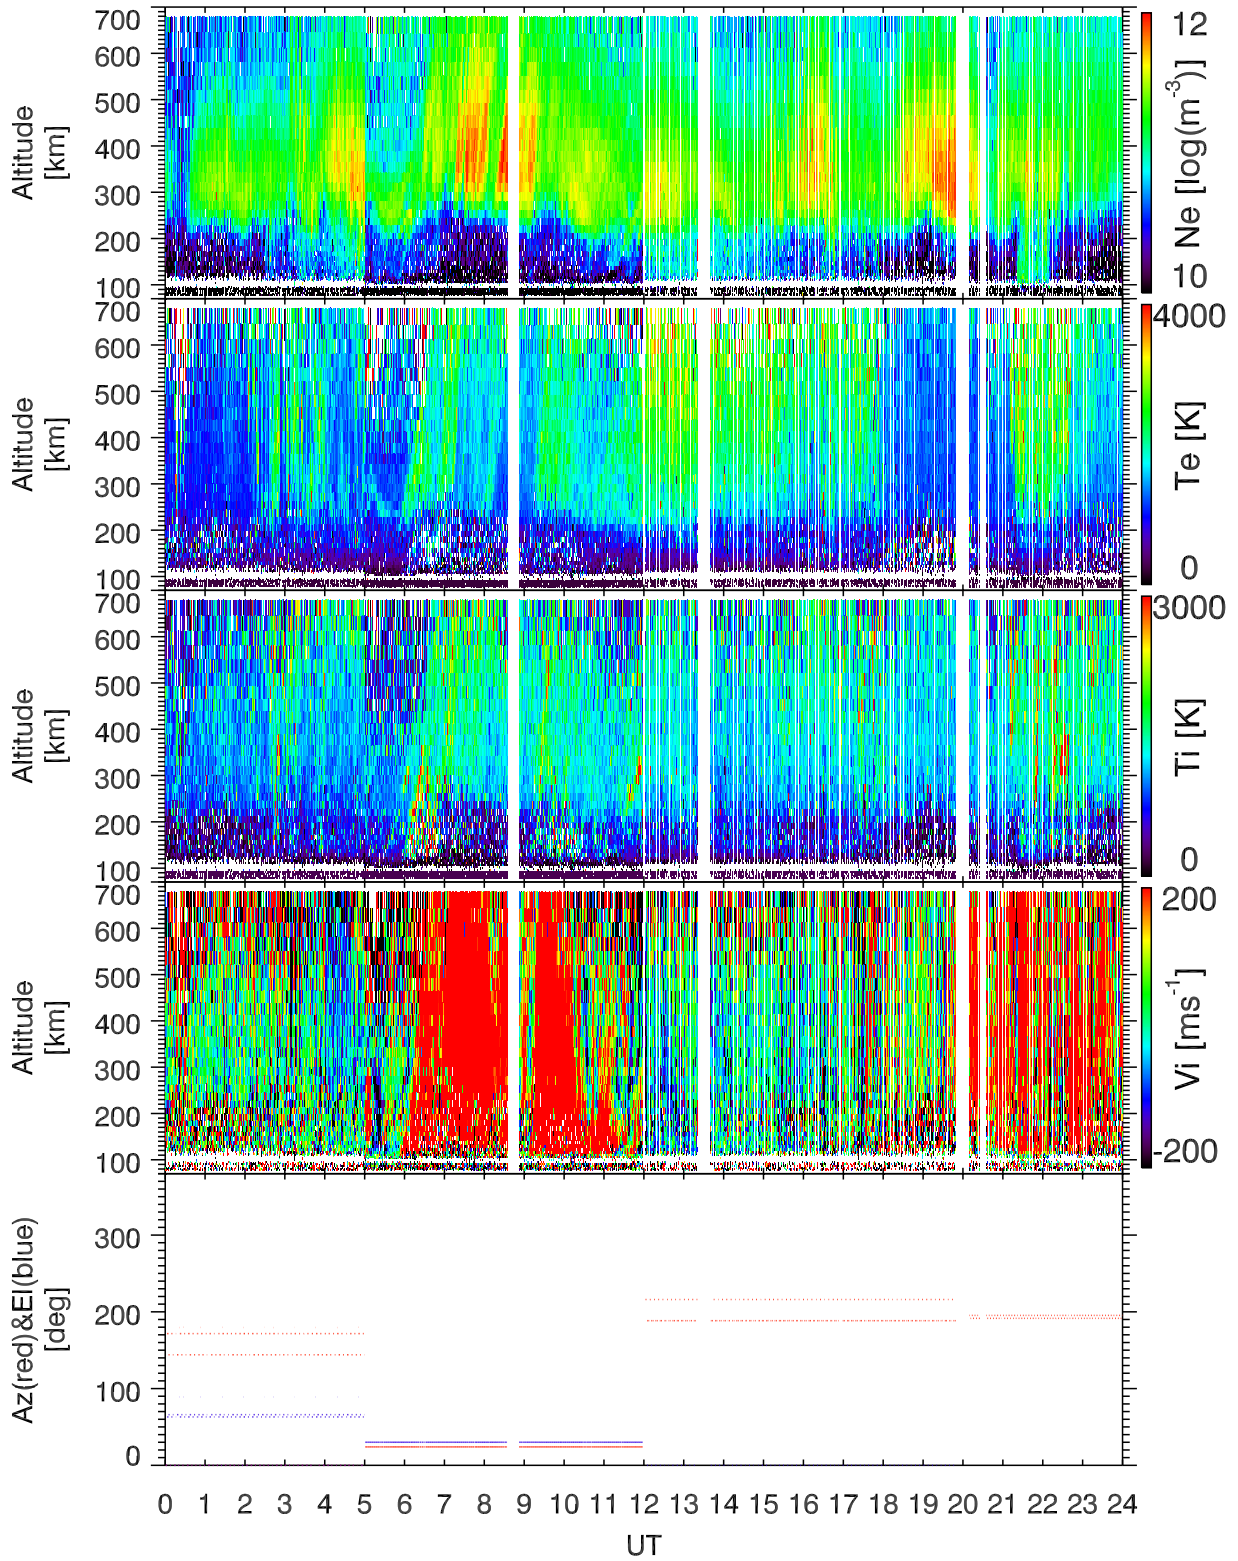 700
600
500
400
300
200
100
Altitude
[km]
12
Ne [log(m⁻³)]
10
700
600
500
400
300
200
100
Altitude
[km]
4000
Te [K]
0
700
600
500
400
300
200
100
Altitude
[km]
3000
Ti [K]
0
700
600
500
400
300
200
100
Altitude
[km]
200
Vi [ms⁻¹]
-200
300
200
100
0
Az(red)&El(blue)
[deg]
0 1 2 3 4 5 6 7 8 9 10 11 12 13 14 15 16 17 18 19 20 21 22 23 24
UT